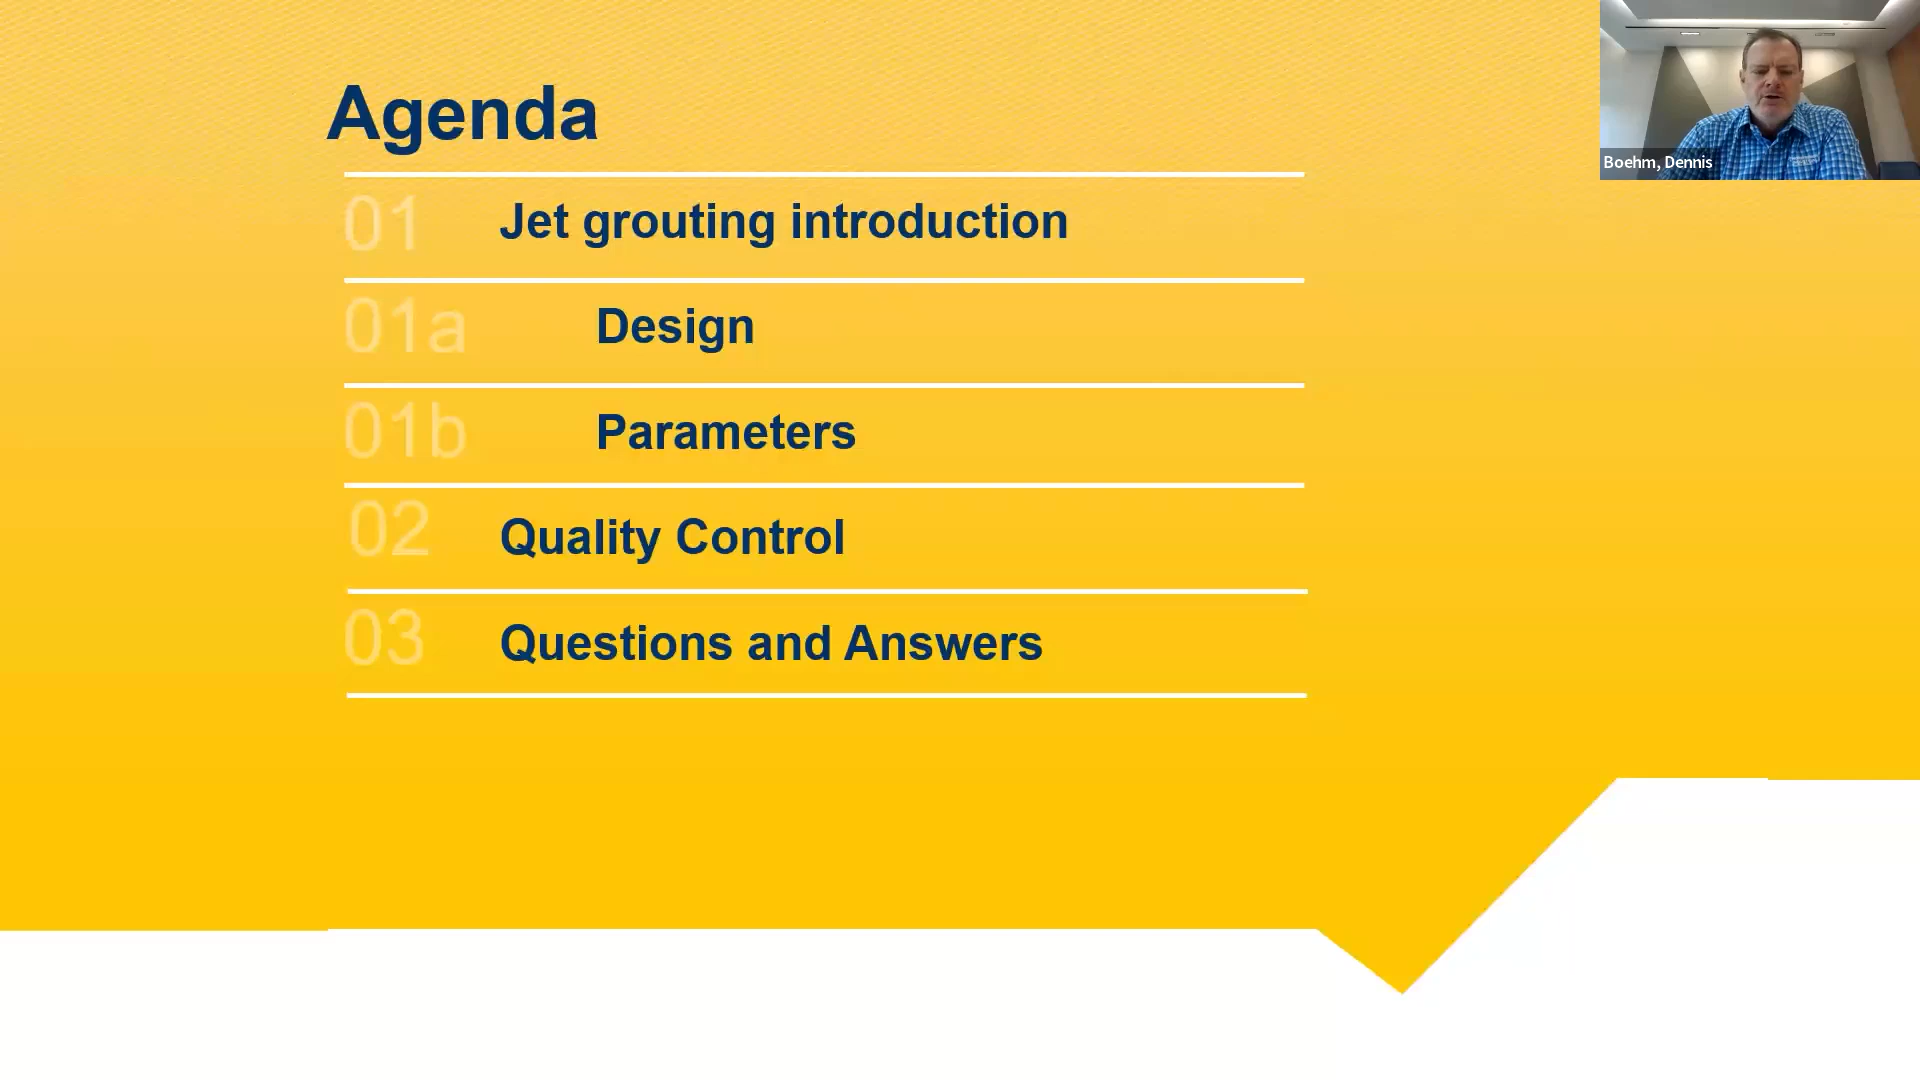 Agenda
01 Jet grouting introduction
01a Design
01b Parameters
02 Quality Control
03 Questions and Answers
Boehm, Dennis